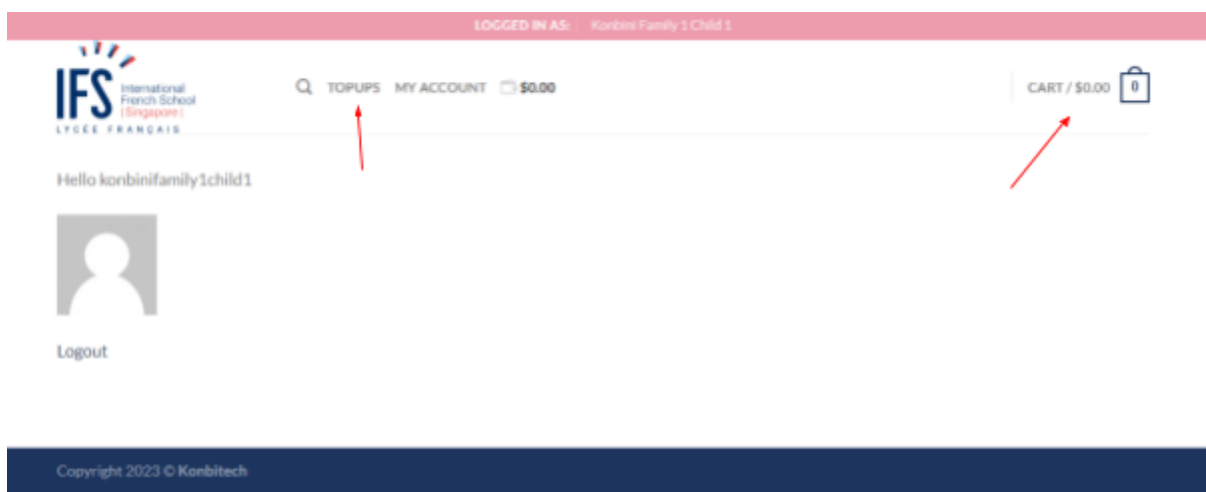 LOGGED IN AS: Konbini Family 1 Child 1
IFS International
French School
[Singapore]
LYCÉE FRANÇAIS
TOPUPS MY ACCOUNT $0.00
CART / $0.00 0
Hello konbinifamily1child1
Logout
Copyright 2023 © Konbitech